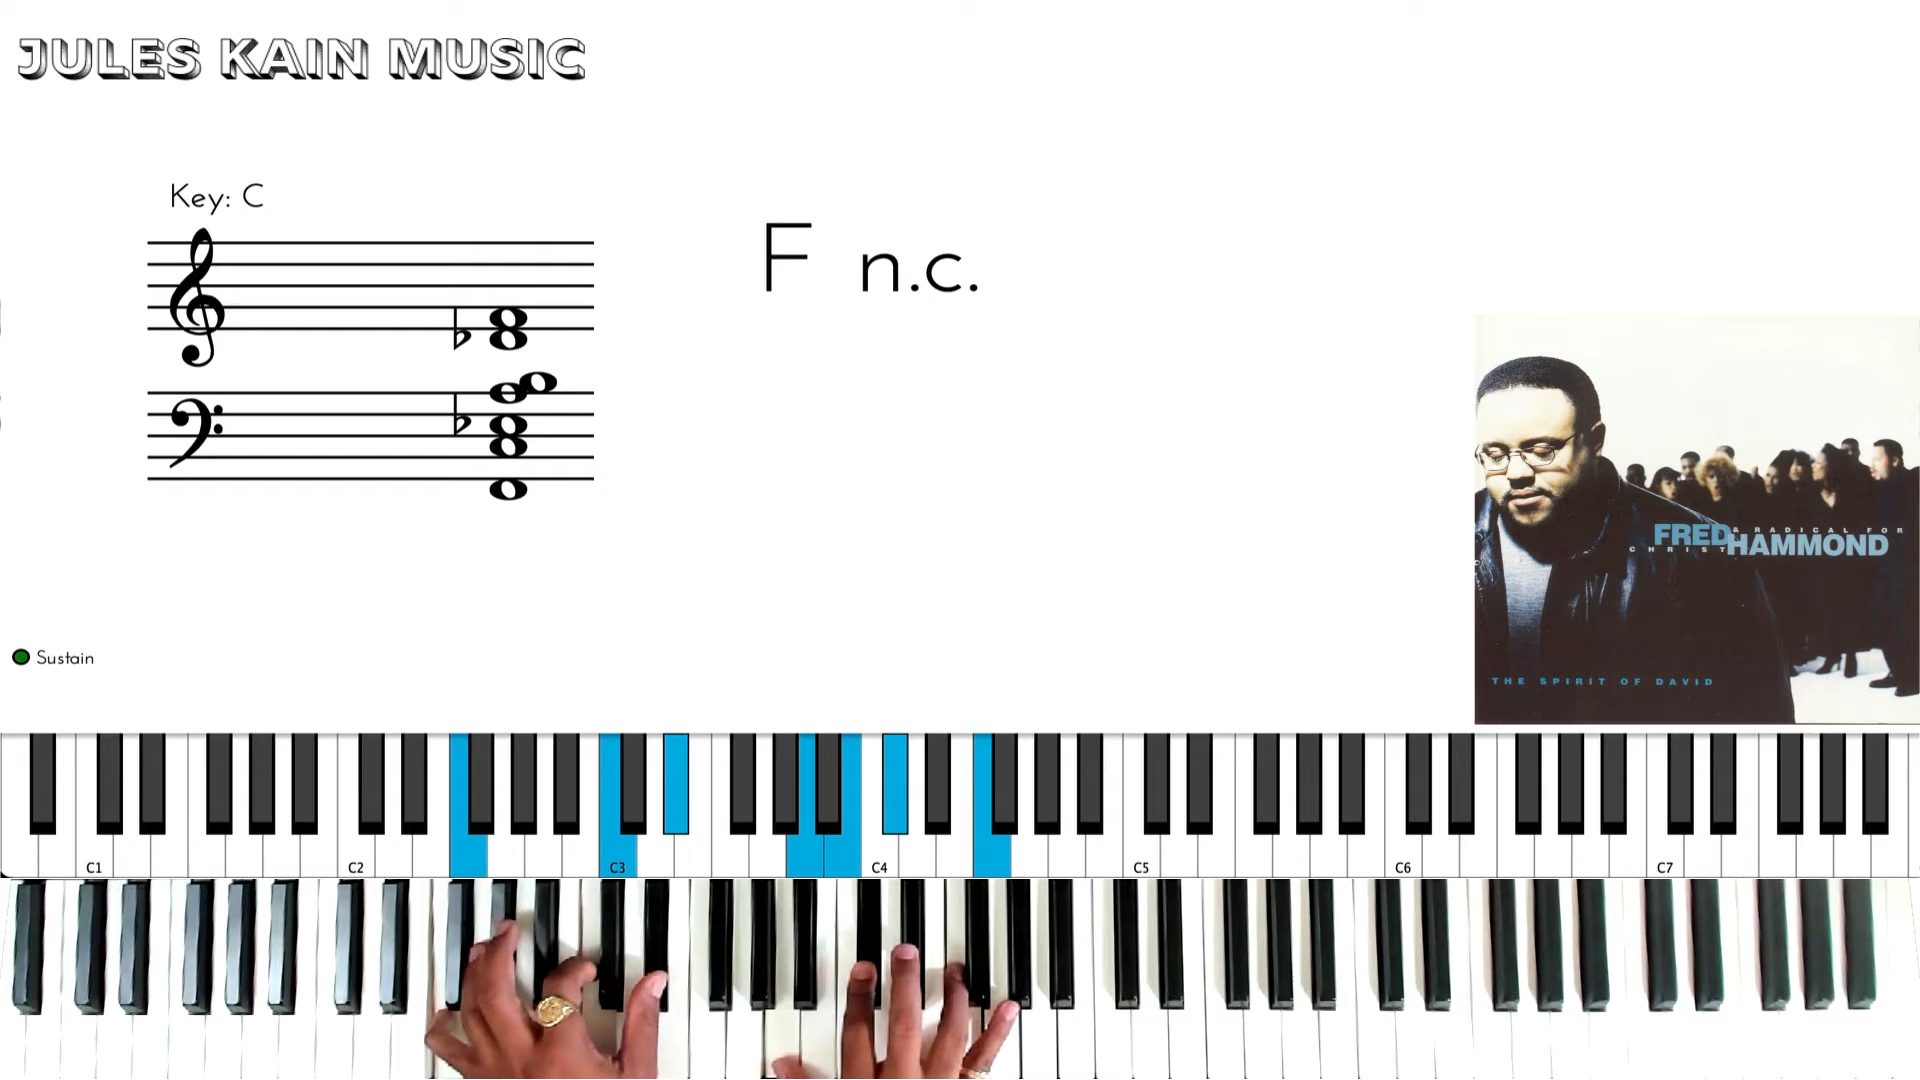 JULES KAIN MUSIC
Key: C
F n.c.
FRED & RADICAL FOR
CHRIST HAMMOND
Sustain
THE SPIRIT OF DAVID
C1 C2 C3 C4 C5 C6 C7